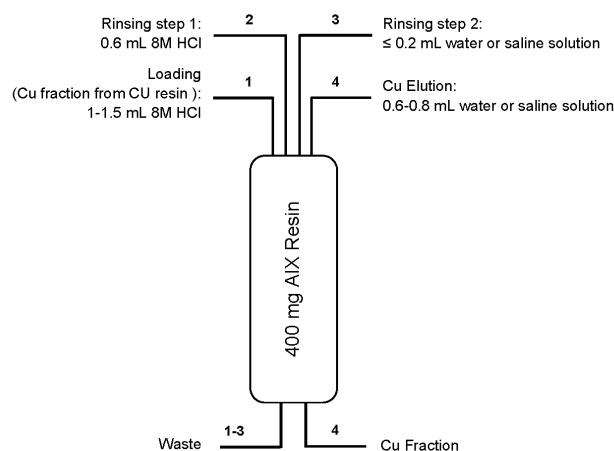 Rinsing step 1:
0.6 mL 8M HCl
2
3
Rinsing step 2:
≤ 0.2 mL water or saline solution
Loading
(Cu fraction from CU resin ):
1-1.5 mL 8M HCl
1
4
Cu Elution:
0.6-0.8 mL water or saline solution
400 mg AIX Resin
1-3
Waste
4
Cu Fraction